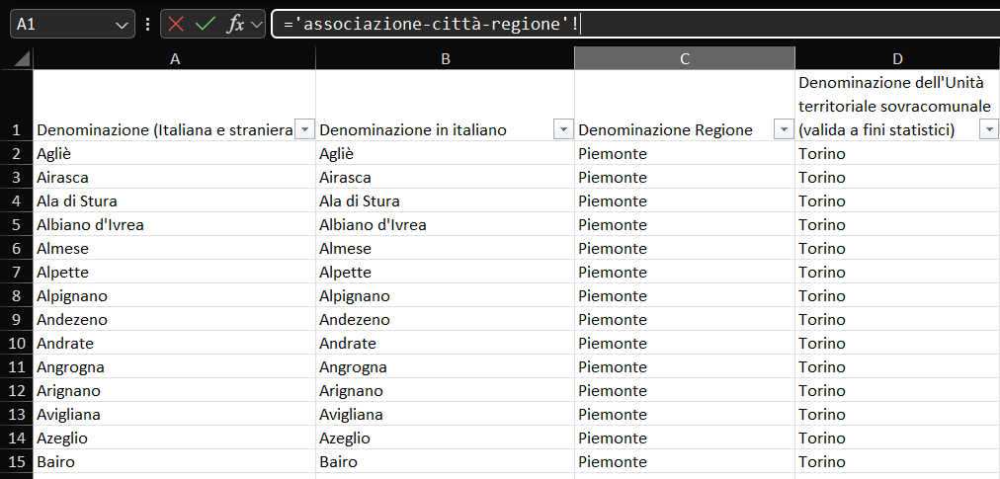 A1 fx ='associazione-città-regione'!
A B C D
Denominazione dell'Unità
territoriale sovracomunale
1 Denominazione (Italiana e straniera Denominazione in italiano Denominazione Regione (valida a fini statistici)
2 Agliè Agliè Piemonte Torino
3 Airasca Airasca Piemonte Torino
4 Ala di Stura Ala di Stura Piemonte Torino
5 Albiano d'Ivrea Albiano d'Ivrea Piemonte Torino
6 Almese Almese Piemonte Torino
7 Alpette Alpette Piemonte Torino
8 Alpignano Alpignano Piemonte Torino
9 Andezeno Andezeno Piemonte Torino
10 Andrate Andrate Piemonte Torino
11 Angrogna Angrogna Piemonte Torino
12 Arignano Arignano Piemonte Torino
13 Avigliana Avigliana Piemonte Torino
14 Azeglio Azeglio Piemonte Torino
15 Bairo Bairo Piemonte Torino